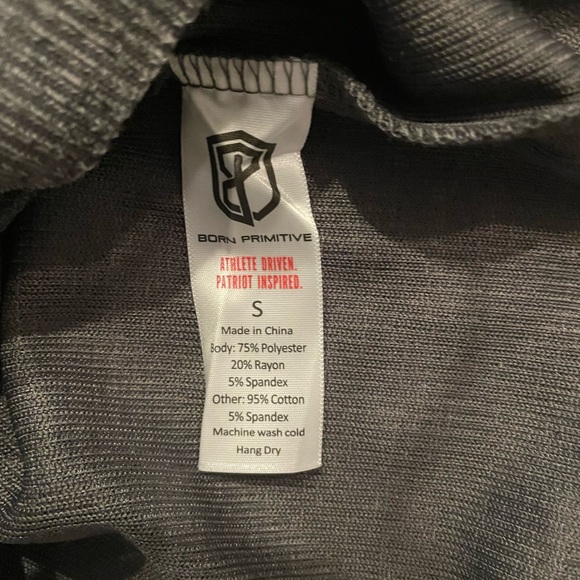 BORN PRIMITIVE
ATHLETE DRIVEN.
PATRIOT INSPIRED.
S
Made in China
Body: 75% Polyester
20% Rayon
5% Spandex
Other: 95% Cotton
5% Spandex
Machine wash cold
Hang Dry